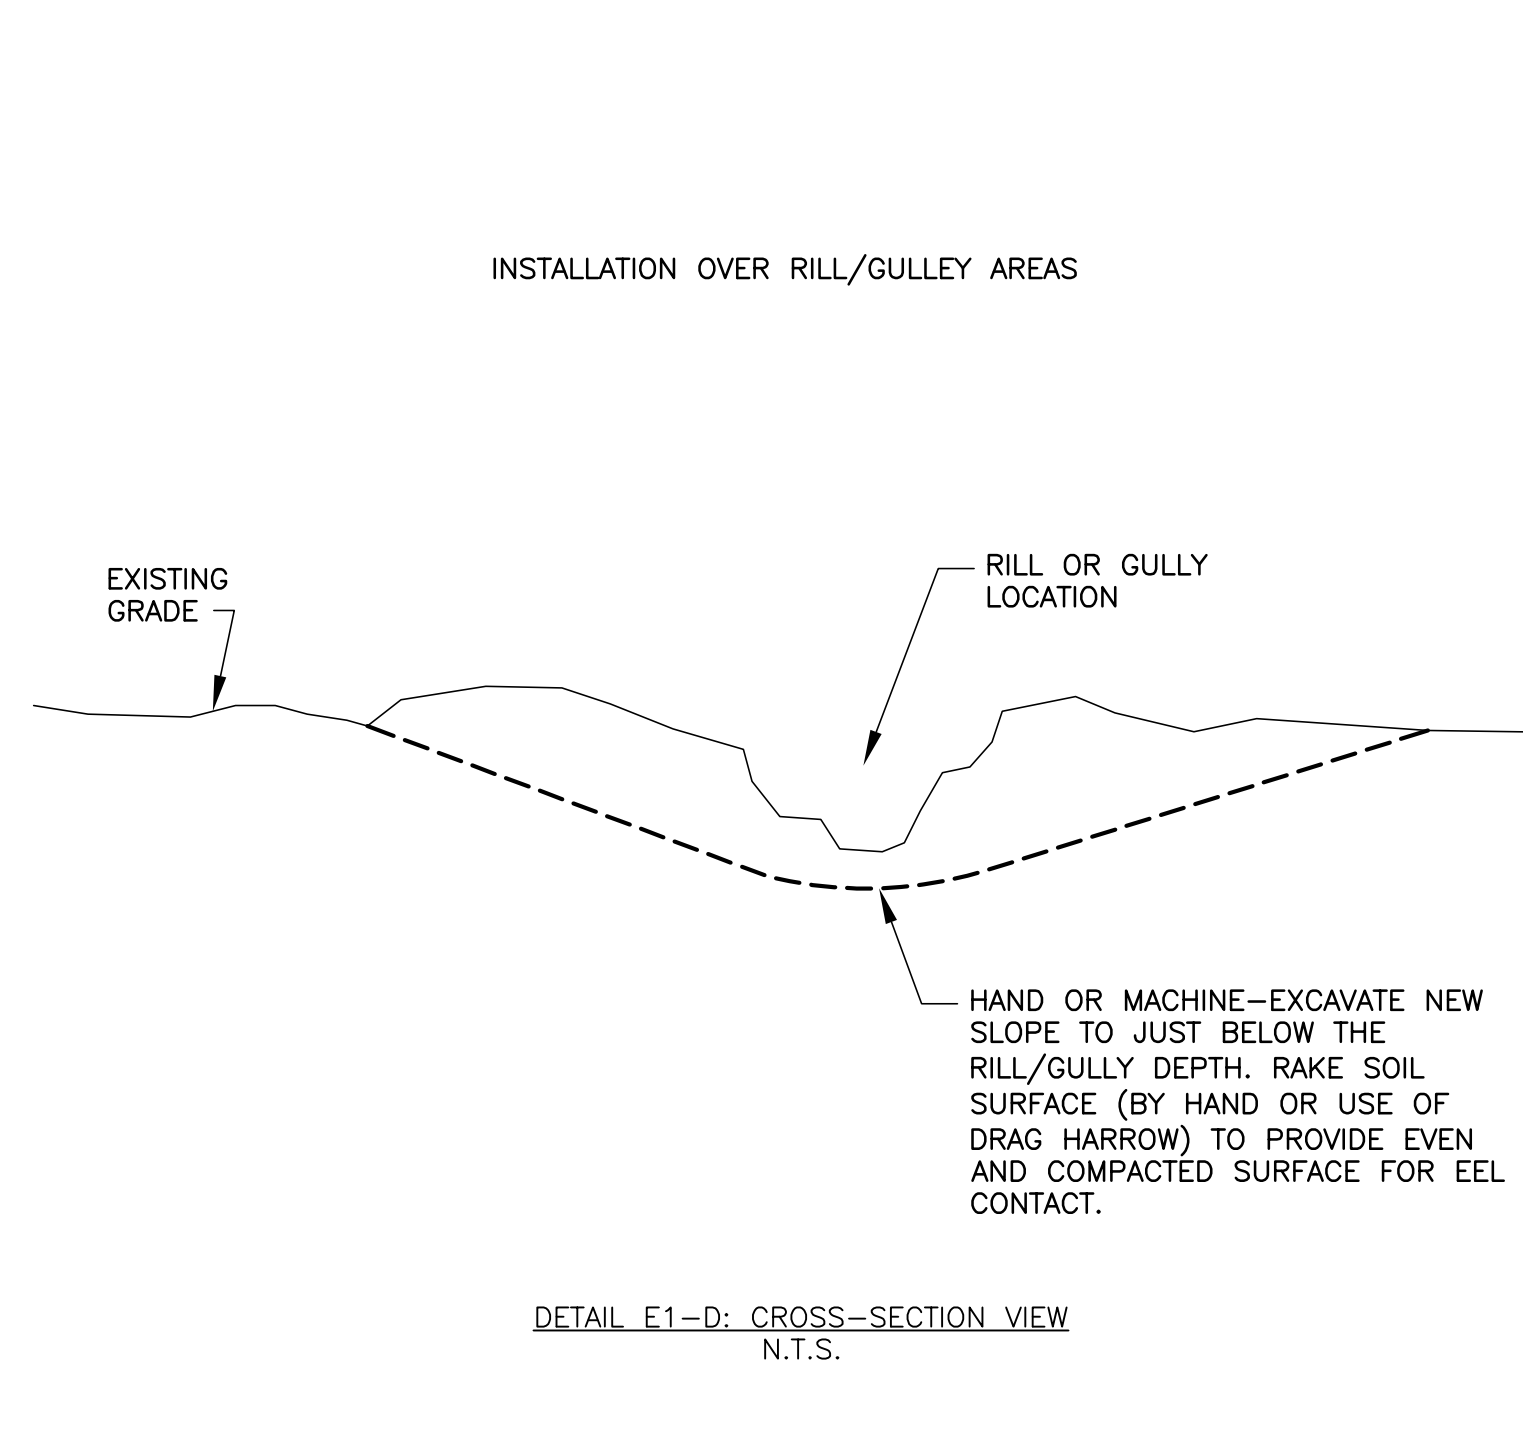 INSTALLATION OVER RILL/GULLEY AREAS
EXISTING
GRADE
RILL OR GULLY
LOCATION
HAND OR MACHINE-EXCAVATE NEW
SLOPE TO JUST BELOW THE
RILL/GULLY DEPTH. RAKE SOIL
SURFACE (BY HAND OR USE OF
DRAG HARROW) TO PROVIDE EVEN
AND COMPACTED SURFACE FOR EEL
CONTACT.
DETAIL E1-D: CROSS-SECTION VIEW
N.T.S.